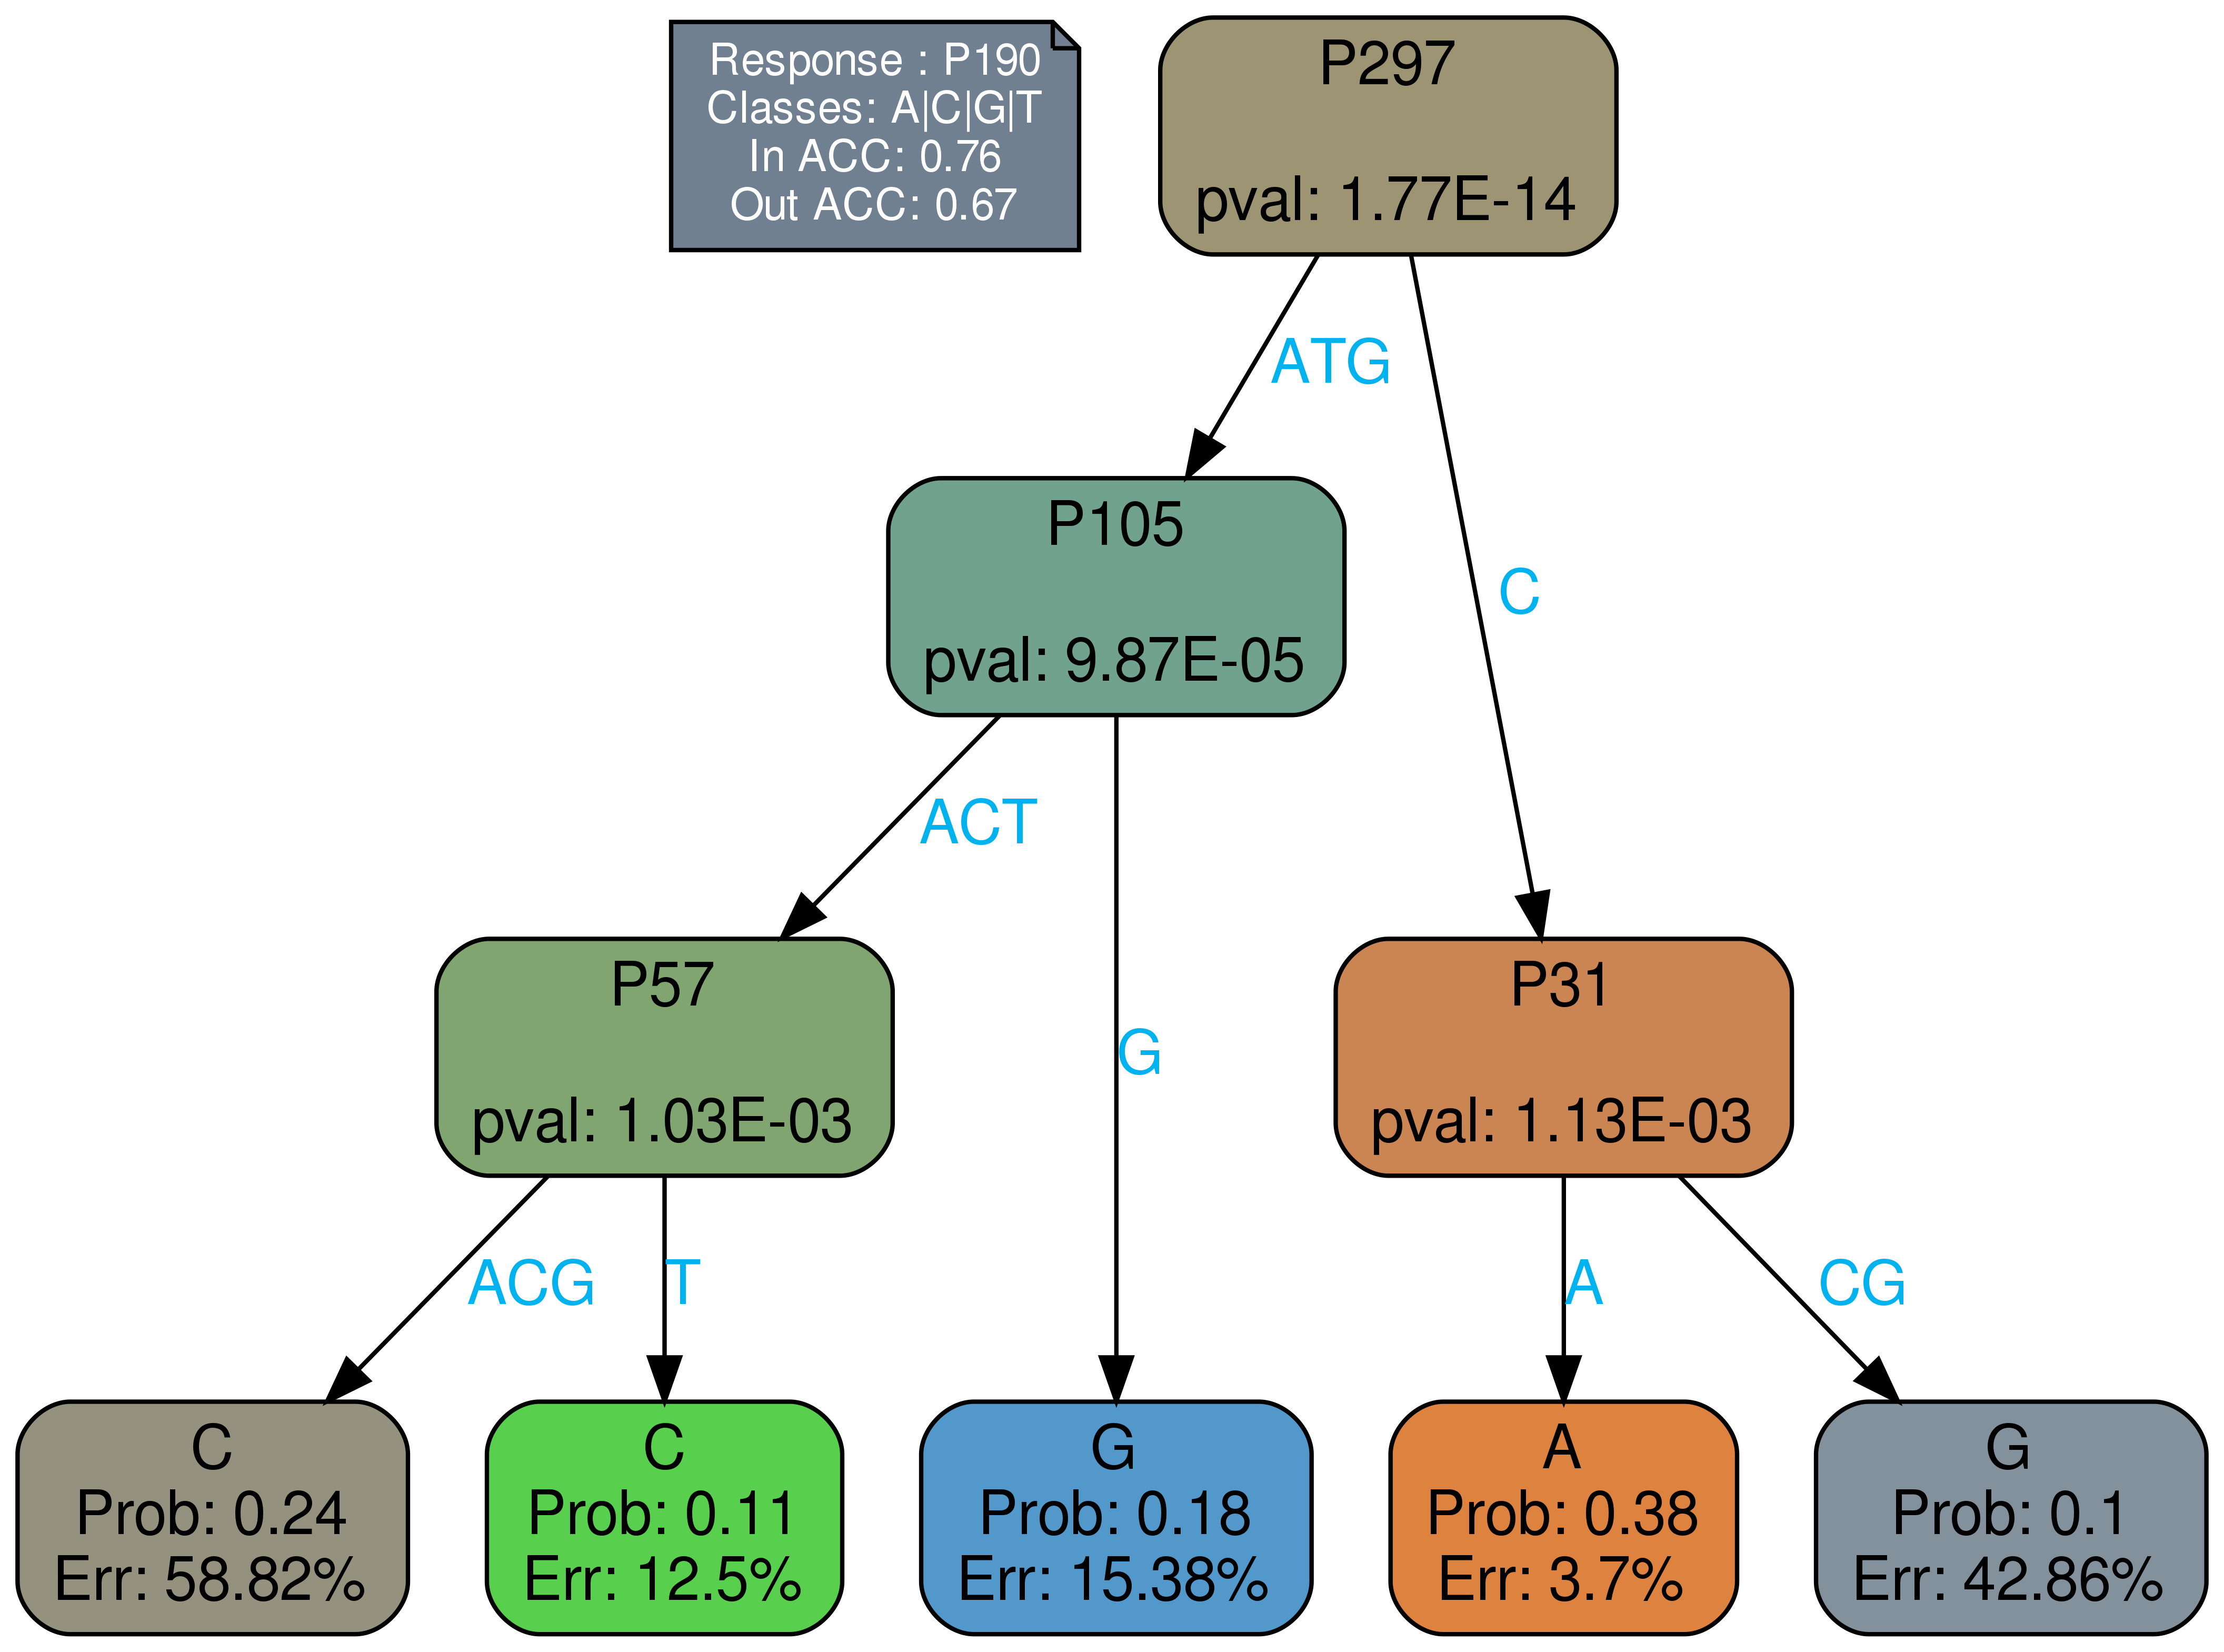 Response : P190
Classes: A|C|G|T
In ACC: 0.76
Out ACC: 0.67
P297
pval: 1.77E-14
ATG
C
P105
pval: 9.87E-05
ACT
G
P57
pval: 1.03E-03
P31
pval: 1.13E-03
ACG
T
A
CG
C
Prob: 0.24
Err: 58.82%
C
Prob: 0.11
Err: 12.5%
G
Prob: 0.18
Err: 15.38%
A
Prob: 0.38
Err: 3.7%
G
Prob: 0.1
Err: 42.86%